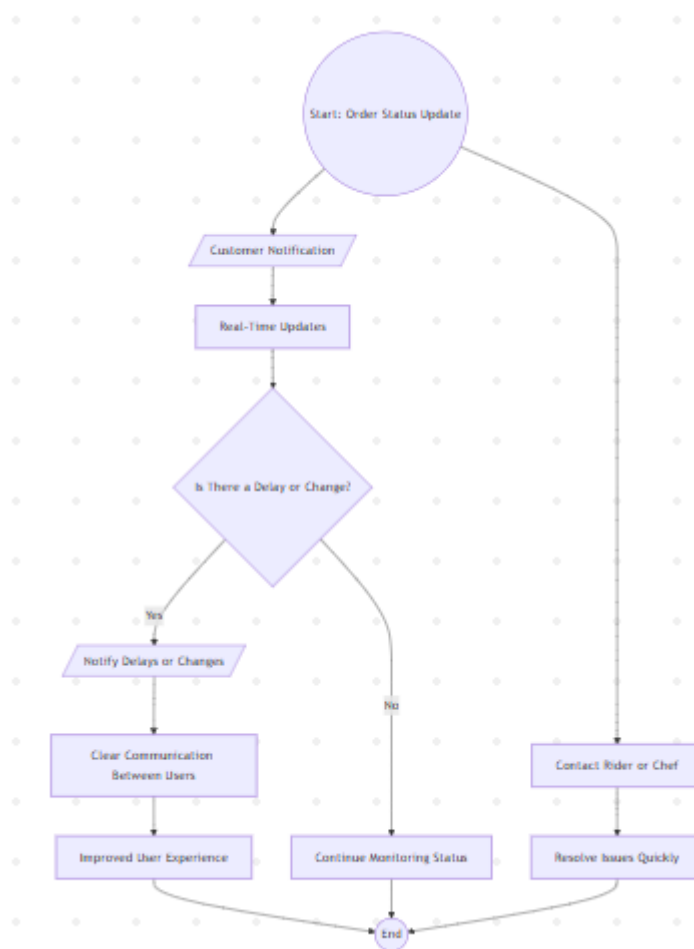 Start: Order Status Update
Customer Notification
Real-Time Updates
Is There a Delay or Change?
Yes
Notify Delays or Changes
No
Clear Communication
Between Users
Contact Rider or Chef
Improved User Experience
Continue Monitoring Status
Resolve Issues Quickly
End